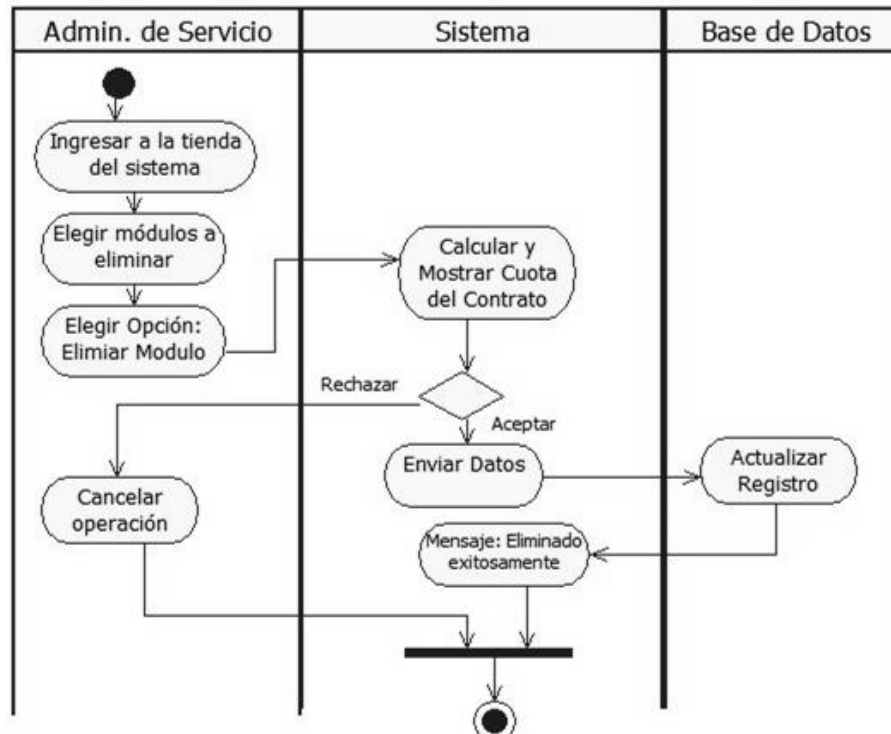 Admin. de Servicio
Sistema
Base de Datos
Ingresar a la tienda
del sistema
Elegir módulos a
eliminar
Elegir Opción:
Elimiar Modulo
Calcular y
Mostrar Cuota
del Contrato
Rechazar
Aceptar
Enviar Datos
Actualizar
Registro
Cancelar
operación
Mensaje: Eliminado
exitosamente